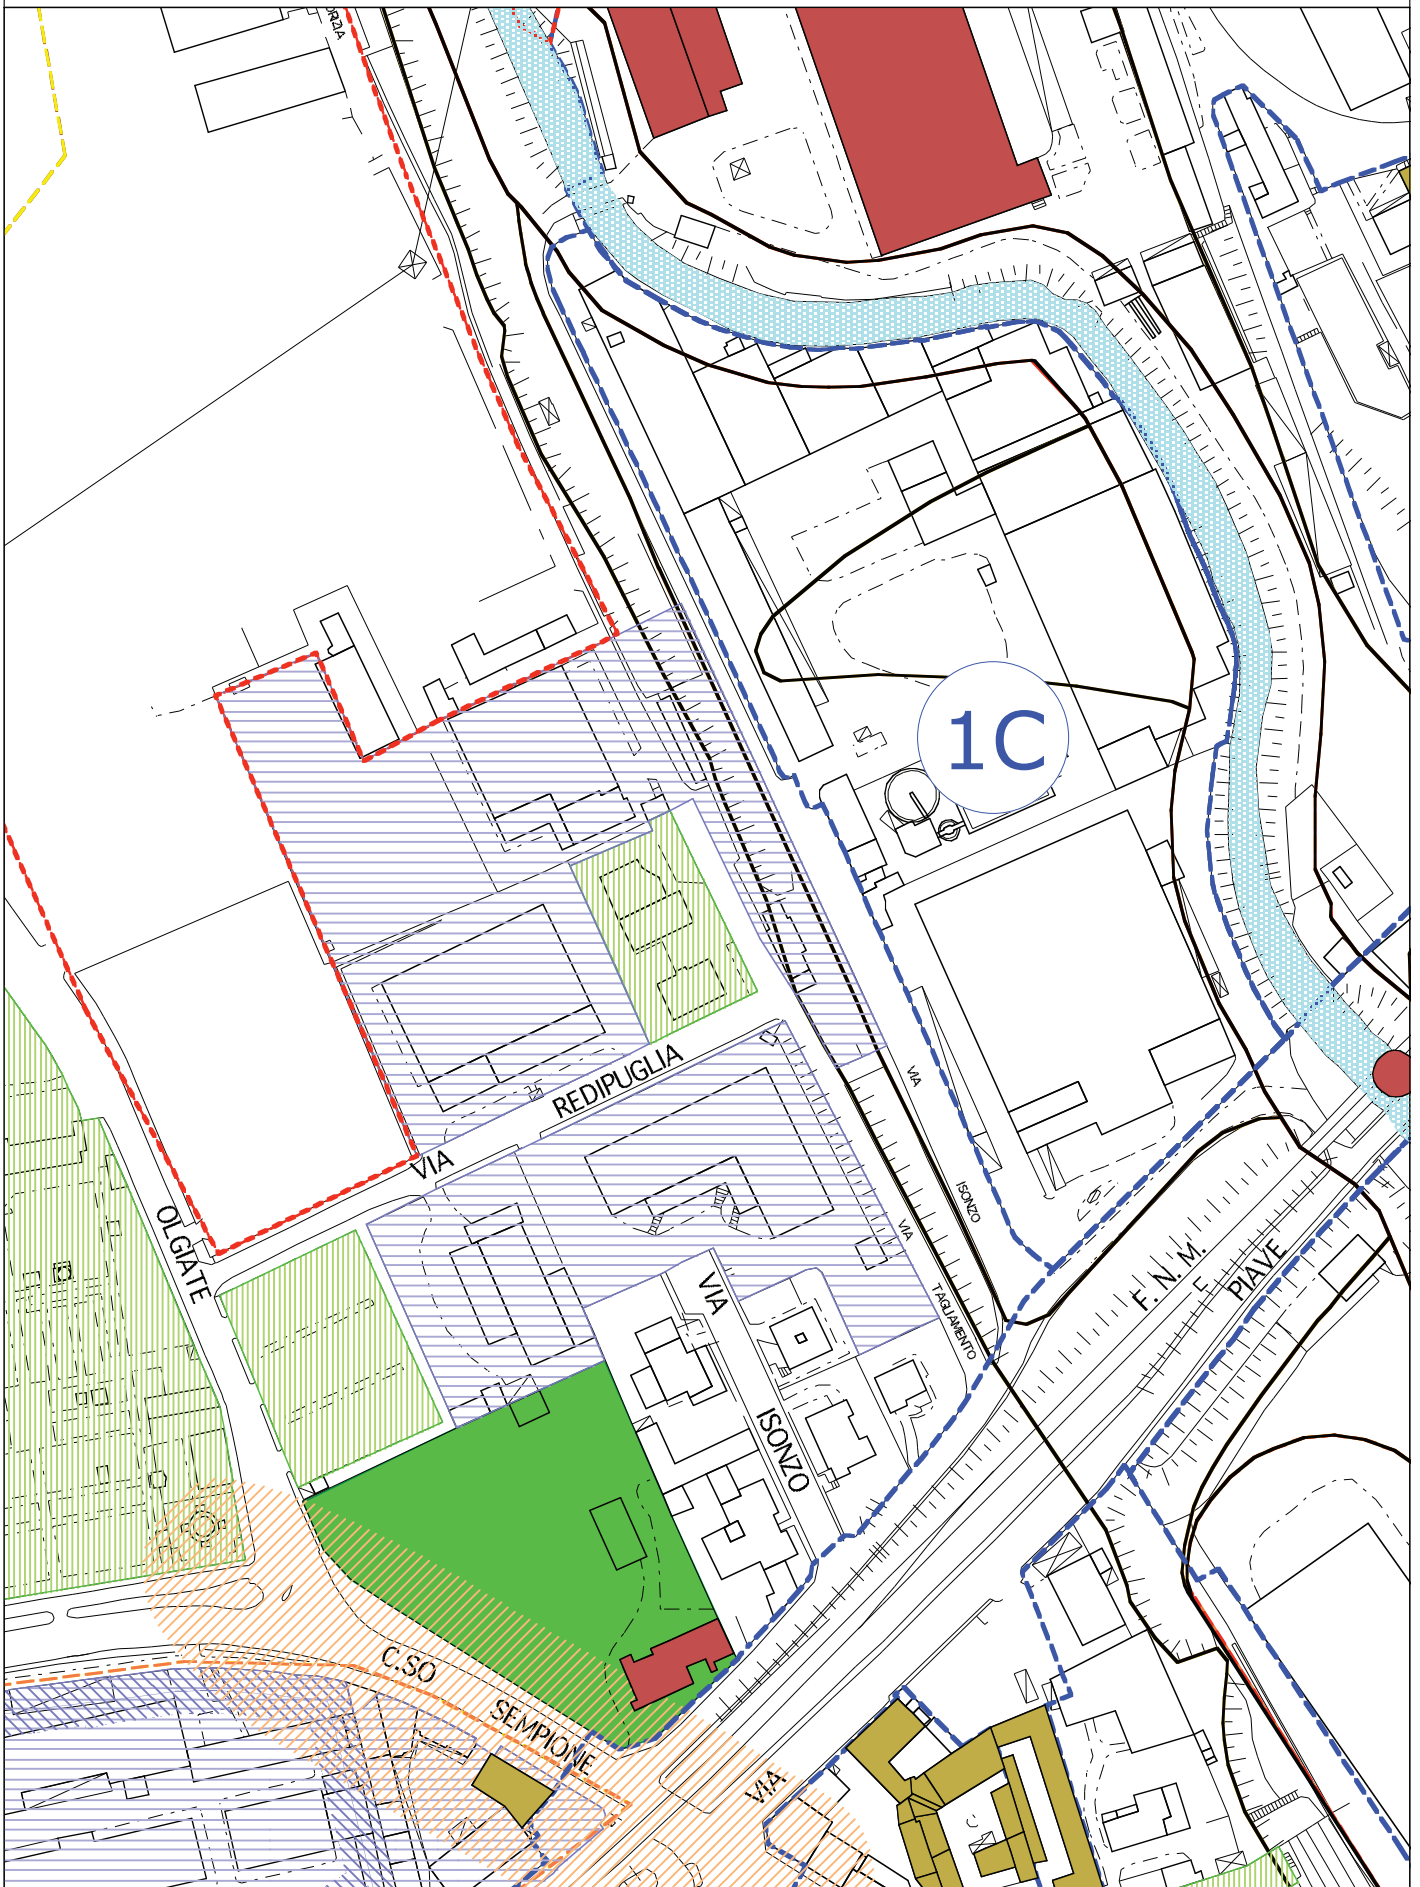 1C
VIA
REDIPUGLIA
VIA
ISONZO
VIA
TAGLIAMENTO
OLGIATE
VIA
ISONZO
F. N. M.
E
PIAVE
C.SO
SEMPIONE
VIA